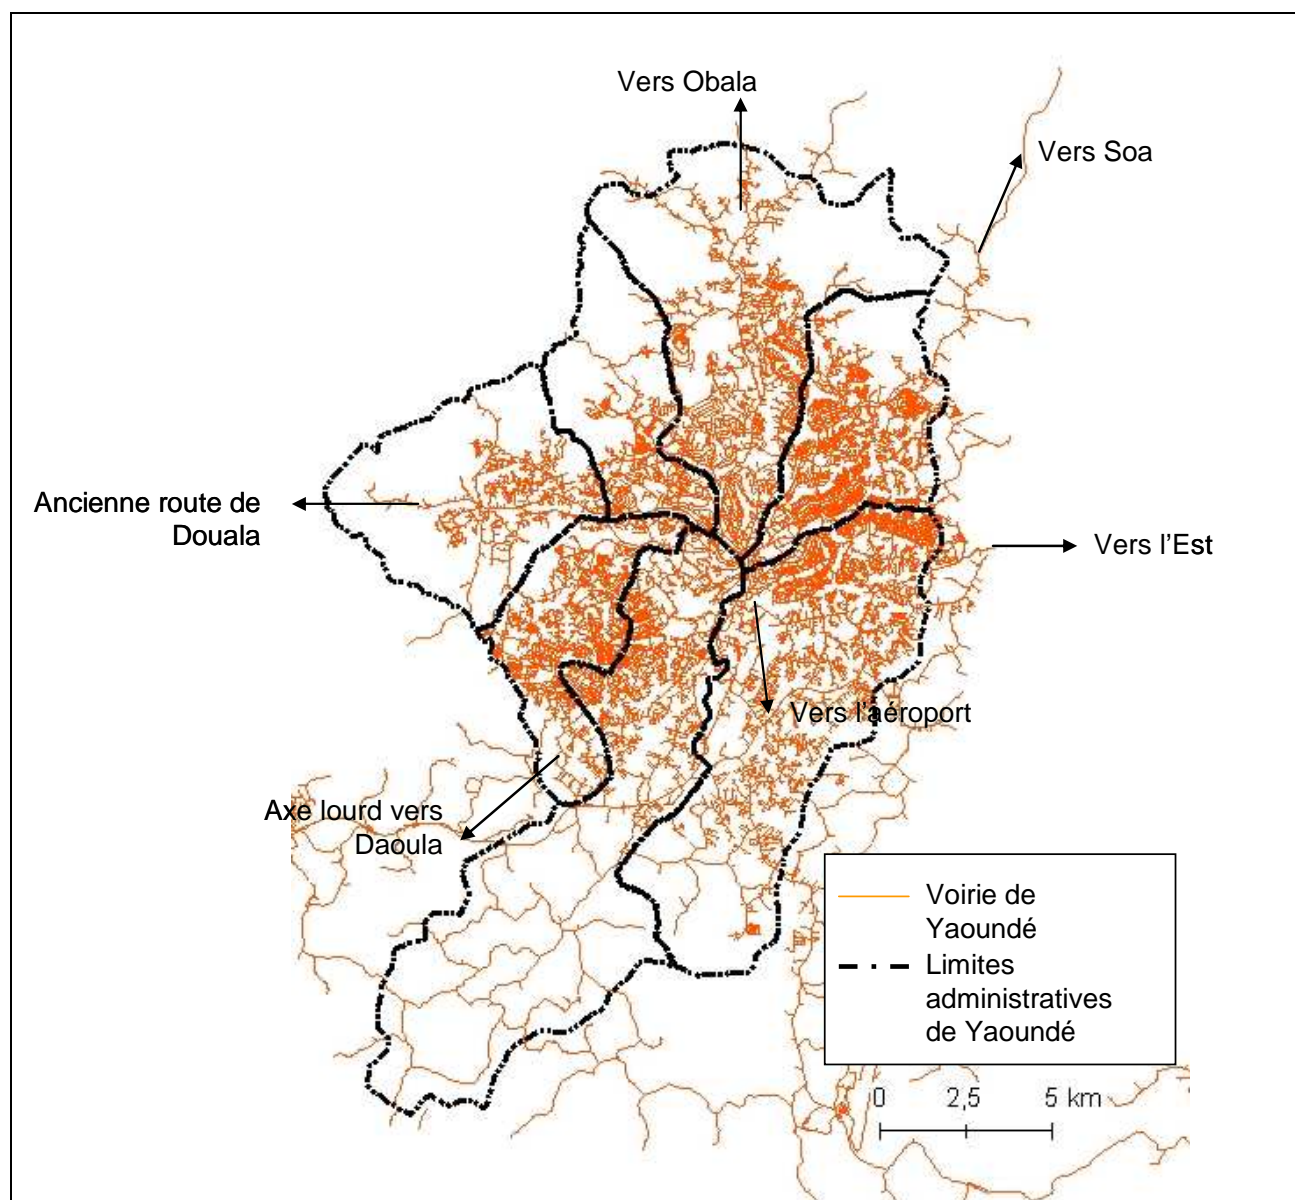 Vers Obala
Vers Soa
Ancienne route de
Douala
Vers l'Est
Vers l'aéroport
Axe lourd vers
Daoula
Voirie de
Yaoundé
Limites
administratives
de Yaoundé
0 2,5 5 km